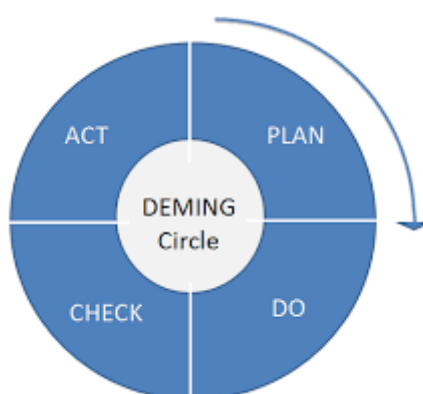 ACT
PLAN
DEMING
Circle
CHECK
DO